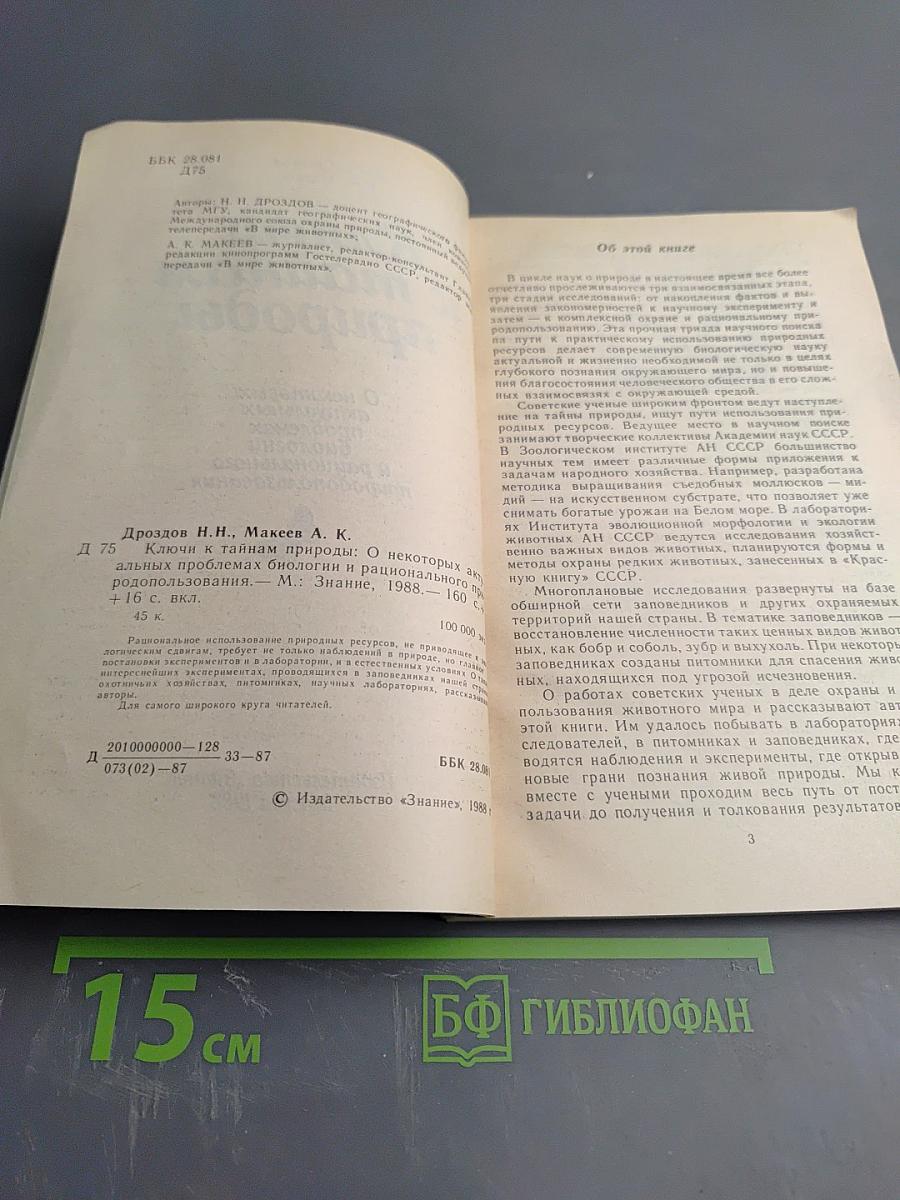 ББК 28.081
Д75
Авторы: Н. Н. ДРОЗДОВ — доцент географического
тета МГУ, кандидат географических наук, член
Международного союза охраны природы, постоянный
телепередачи «В мире животных»;
А. К. МАКЕЕВ — журналист, редактор-консультант
редакции кинопрограмм Гостелерадио СССР, редактор
передачи «В мире животных».
Дроздов Н.Н., Макеев А. К.
Д 75 Ключи к тайнам природы: О некоторых акту
альных проблемах биологии и рационального при
родопользования.— М.: Знание, 1988.— 160 с.,
+16 с. вкл.
45 к.
100 000 э
Рациональное использование природных ресурсов, не приводящее к
логическим сдвигам, требует не только наблюдений в природе, но
постановки экспериментов и в лаборатории, и в естественных условиях О
интереснейших экспериментах, проводящихся в заповедниках нашей
охотничьих хозяйствах, питомниках, научных лабораториях,
авторы.
Для самого широкого круга читателей.
Д 2010000000—128 33—87
073(02)—87
ББК 28.081
© Издательство «Знание», 1988 г
Об этой книге
В цикле наук о природе в настоящее время все более
отчетливо прослеживаются три взаимосвязанных этапа,
три стадии исследований: от накопления фактов и вы-
явления закономерностей к научному эксперименту и
затем — к комплексной охране и рациональному при-
родопользованию. Эта прочная триада научного поиска
на пути к практическому использованию природных
ресурсов делает современную биологическую науку
актуальной и жизненно необходимой не только в целях
глубокого познания окружающего мира, но и повыше-
ния благосостояния человеческого общества в его слож-
ных взаимосвязях с окружающей средой.
Советские ученые широким фронтом ведут наступле-
ние на тайны природы, ищут пути использования при-
родных ресурсов. Ведущее место в научном поиске
занимают творческие коллективы Академии наук СССР.
В Зоологическом институте АН СССР большинство
научных тем имеет различные формы приложения к
задачам народного хозяйства. Например, разработана
методика выращивания съедобных моллюсков — ми-
дий — на искусственном субстрате, что позволяет уже
снимать богатые урожаи на Белом море. В лаборатори-
ях Института эволюционной морфологии и экологии
животных АН СССР ведутся исследования хозяйст-
венно важных видов животных, планируются формы и
методы охраны редких животных, занесенных в «Крас-
ную книгу» СССР.
Многоплановые исследования развернуты на базе
обширной сети заповедников и других охраняемых
территорий нашей страны. В тематике заповедников —
восстановление численности таких ценных видов живот
ных, как бобр и соболь, зубр и выхухоль. При некоторы
заповедниках созданы питомники для спасения живо
ных, находящихся под угрозой исчезновения.
О работах советских ученых в деле охраны и
пользования животного мира и рассказывают авт
этой книги. Им удалось побывать в лабораториях
следователей, в питомниках и заповедниках, где
водятся наблюдения и эксперименты, где открыв
новые грани познания живой природы. Мы к
вместе с учеными проходим весь путь от пост
задачи до получения и толкования результатов
3
15 см
БФ ГИБЛИОФАН